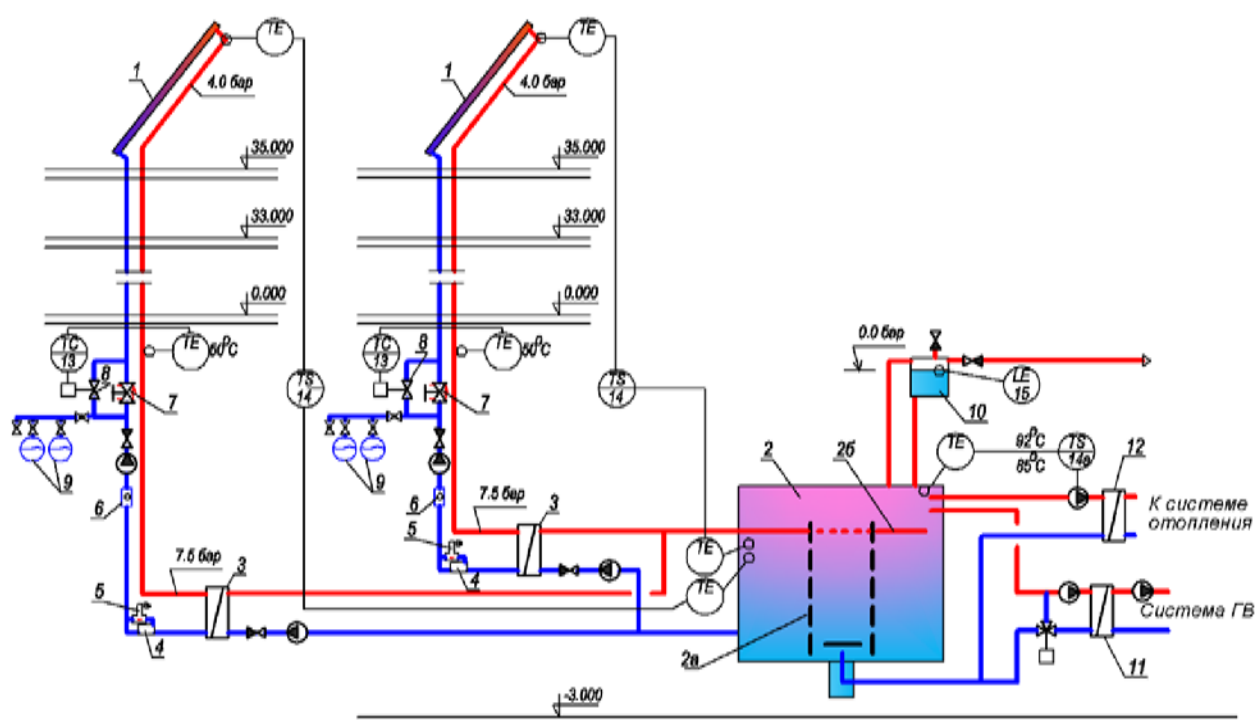 TE
TE
1
4.0 бар
1
4.0 бар
35.000
35.000
33.000
33.000
0.000
0.000
TC
13
TE
50°C
8
TC
13
TE
50°C
8
TS
14
TS
14
7
7
0.0 бар
LE
15
10
9
9
2
2б
TE
92°C
85°C
TS
14а
12
6
6
7.5 бар
3
5
К системе
отопления
7.5 бар
3
TE
4
5
TE
Система ГВ
4
2а
11
-3.000